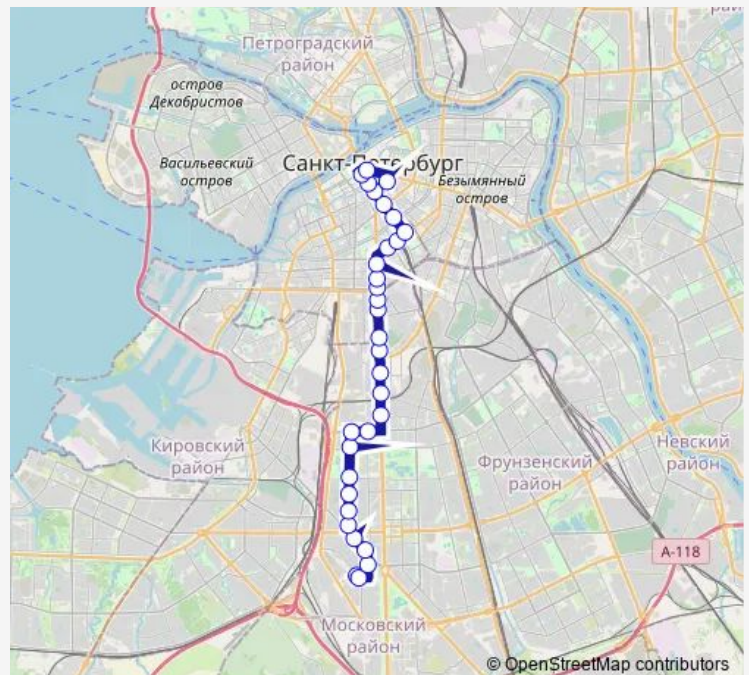 Петроградский
район
остров
Декабристов
Васильевский
остров
Санкт-Петербург
Безымянный
остров
Кировский
район
Фрунзенский
район
Невский
район
А-118
Московский
район
© OpenStreetMap contributors